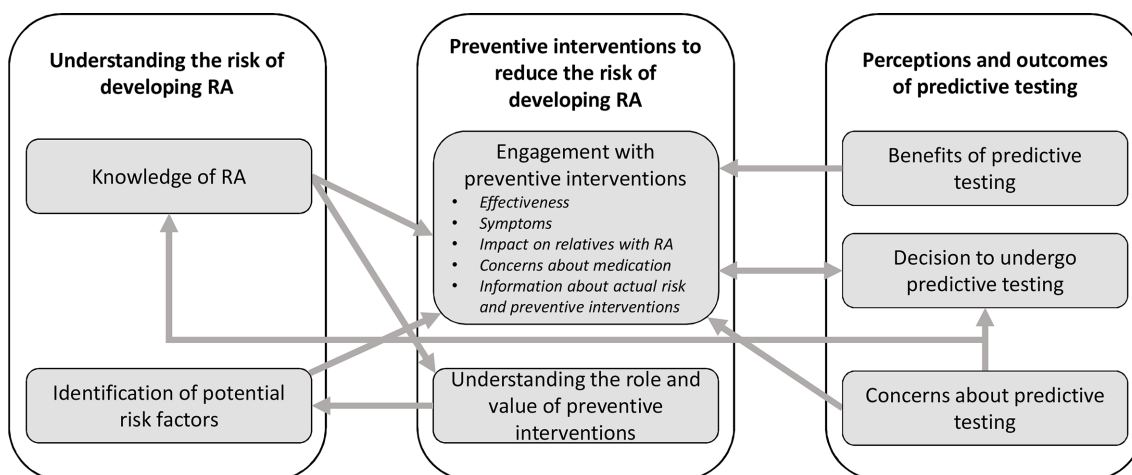 Understanding the risk of
developing RA
Knowledge of RA
Identification of potential
risk factors
Preventive interventions to
reduce the risk of
developing RA
Engagement with
preventive interventions
• Effectiveness
• Symptoms
• Impact on relatives with RA
• Concerns about medication
• Information about actual risk
and preventive interventions
Understanding the role and
value of preventive
interventions
Perceptions and outcomes
of predictive testing
Benefits of predictive
testing
Decision to undergo
predictive testing
Concerns about predictive
testing